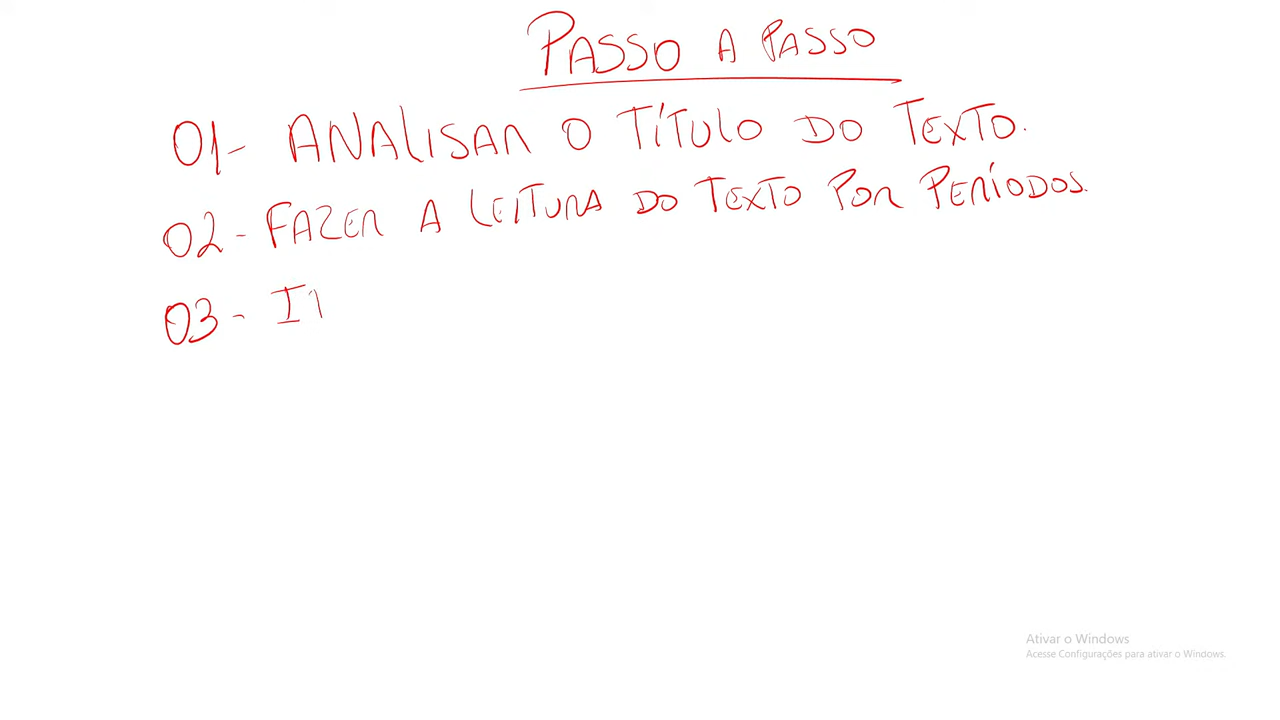 PASSO A PASSO
01- ANALISAR O TÍTULO DO TEXTO.
02- FAZER A LEITURA DO TEXTO POR PERÍODOS.
03- I
Ativar o Windows
Acesse Configurações para ativar o Windows.